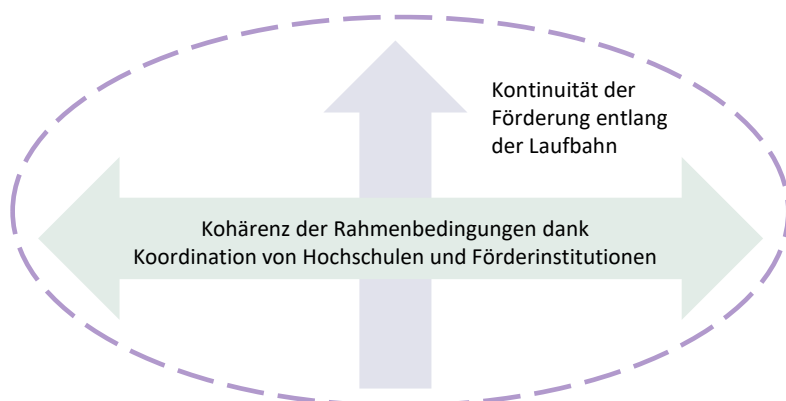 Kontinuität der
Förderung entlang
der Laufbahn
Kohärenz der Rahmenbedingungen dank
Koordination von Hochschulen und Förderinstitutionen